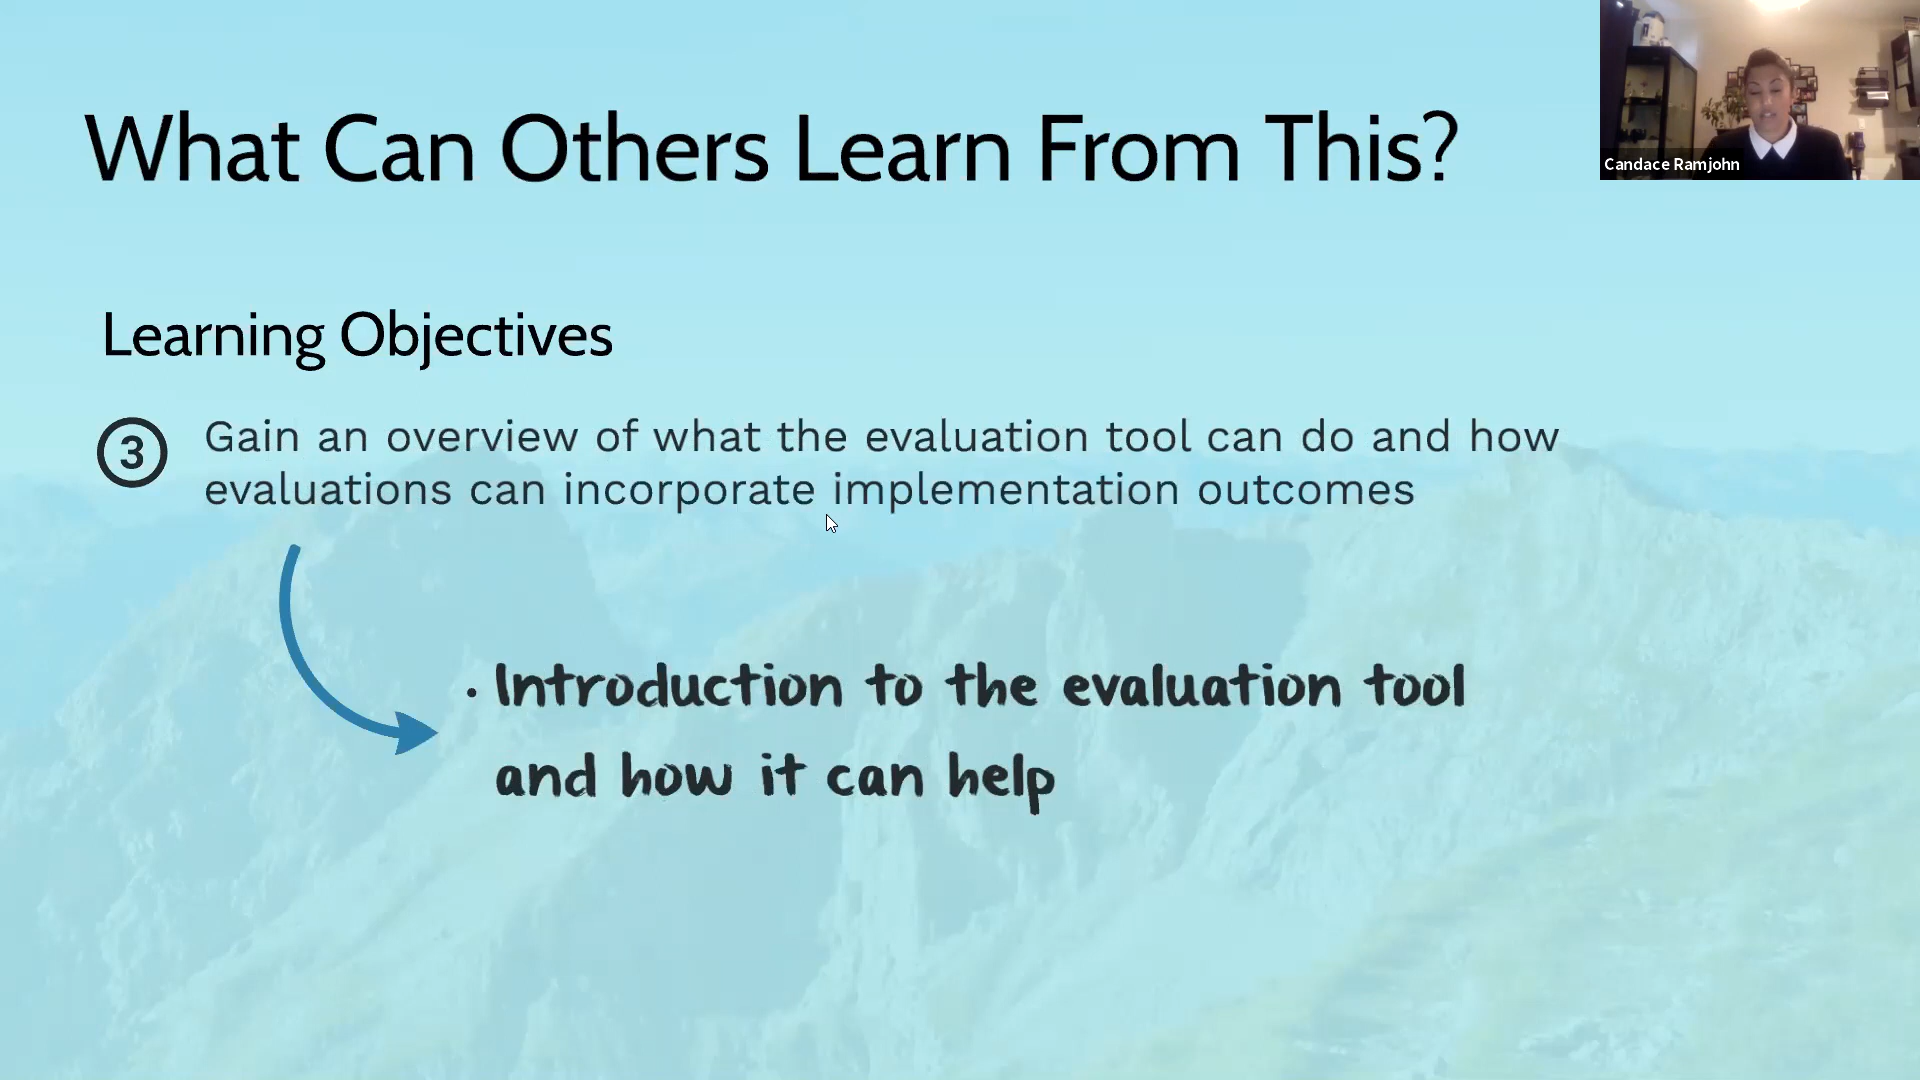 What Can Others Learn From This?
Candace Ramjohn
Learning Objectives
3 Gain an overview of what the evaluation tool can do and how
evaluations can incorporate implementation outcomes
• Introduction to the evaluation tool
and how it can help